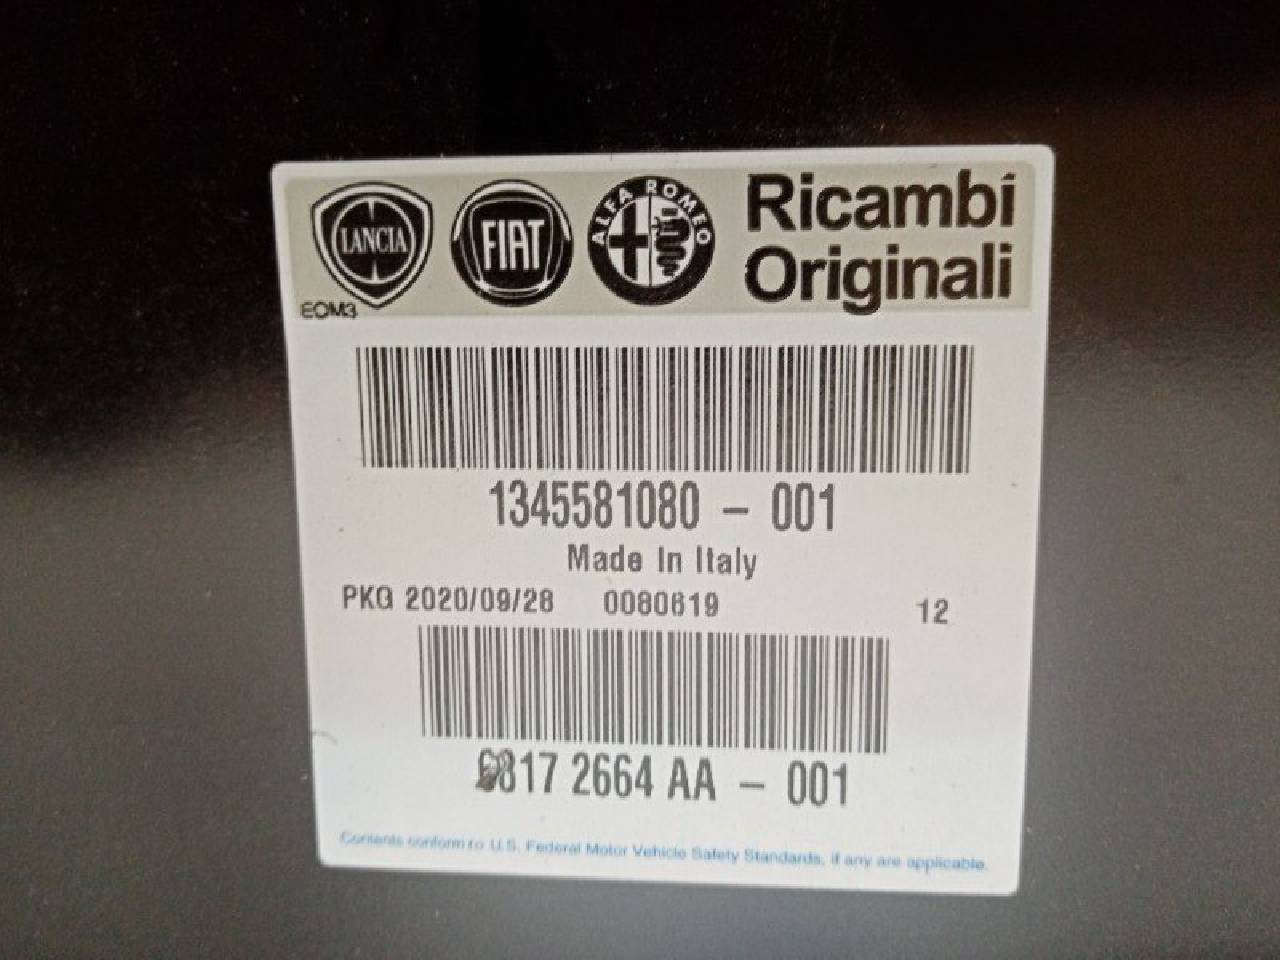 LANCIA FIAT ALFA ROMEO Ricambi
Originali
EOM3
1345581080 - 001
Made In Italy
PKG 2020/09/28 0080619 12
2664 AA - 001
Contents conform to U.S. Federal Motor Vehicle Safety Standards, if any are applicable.